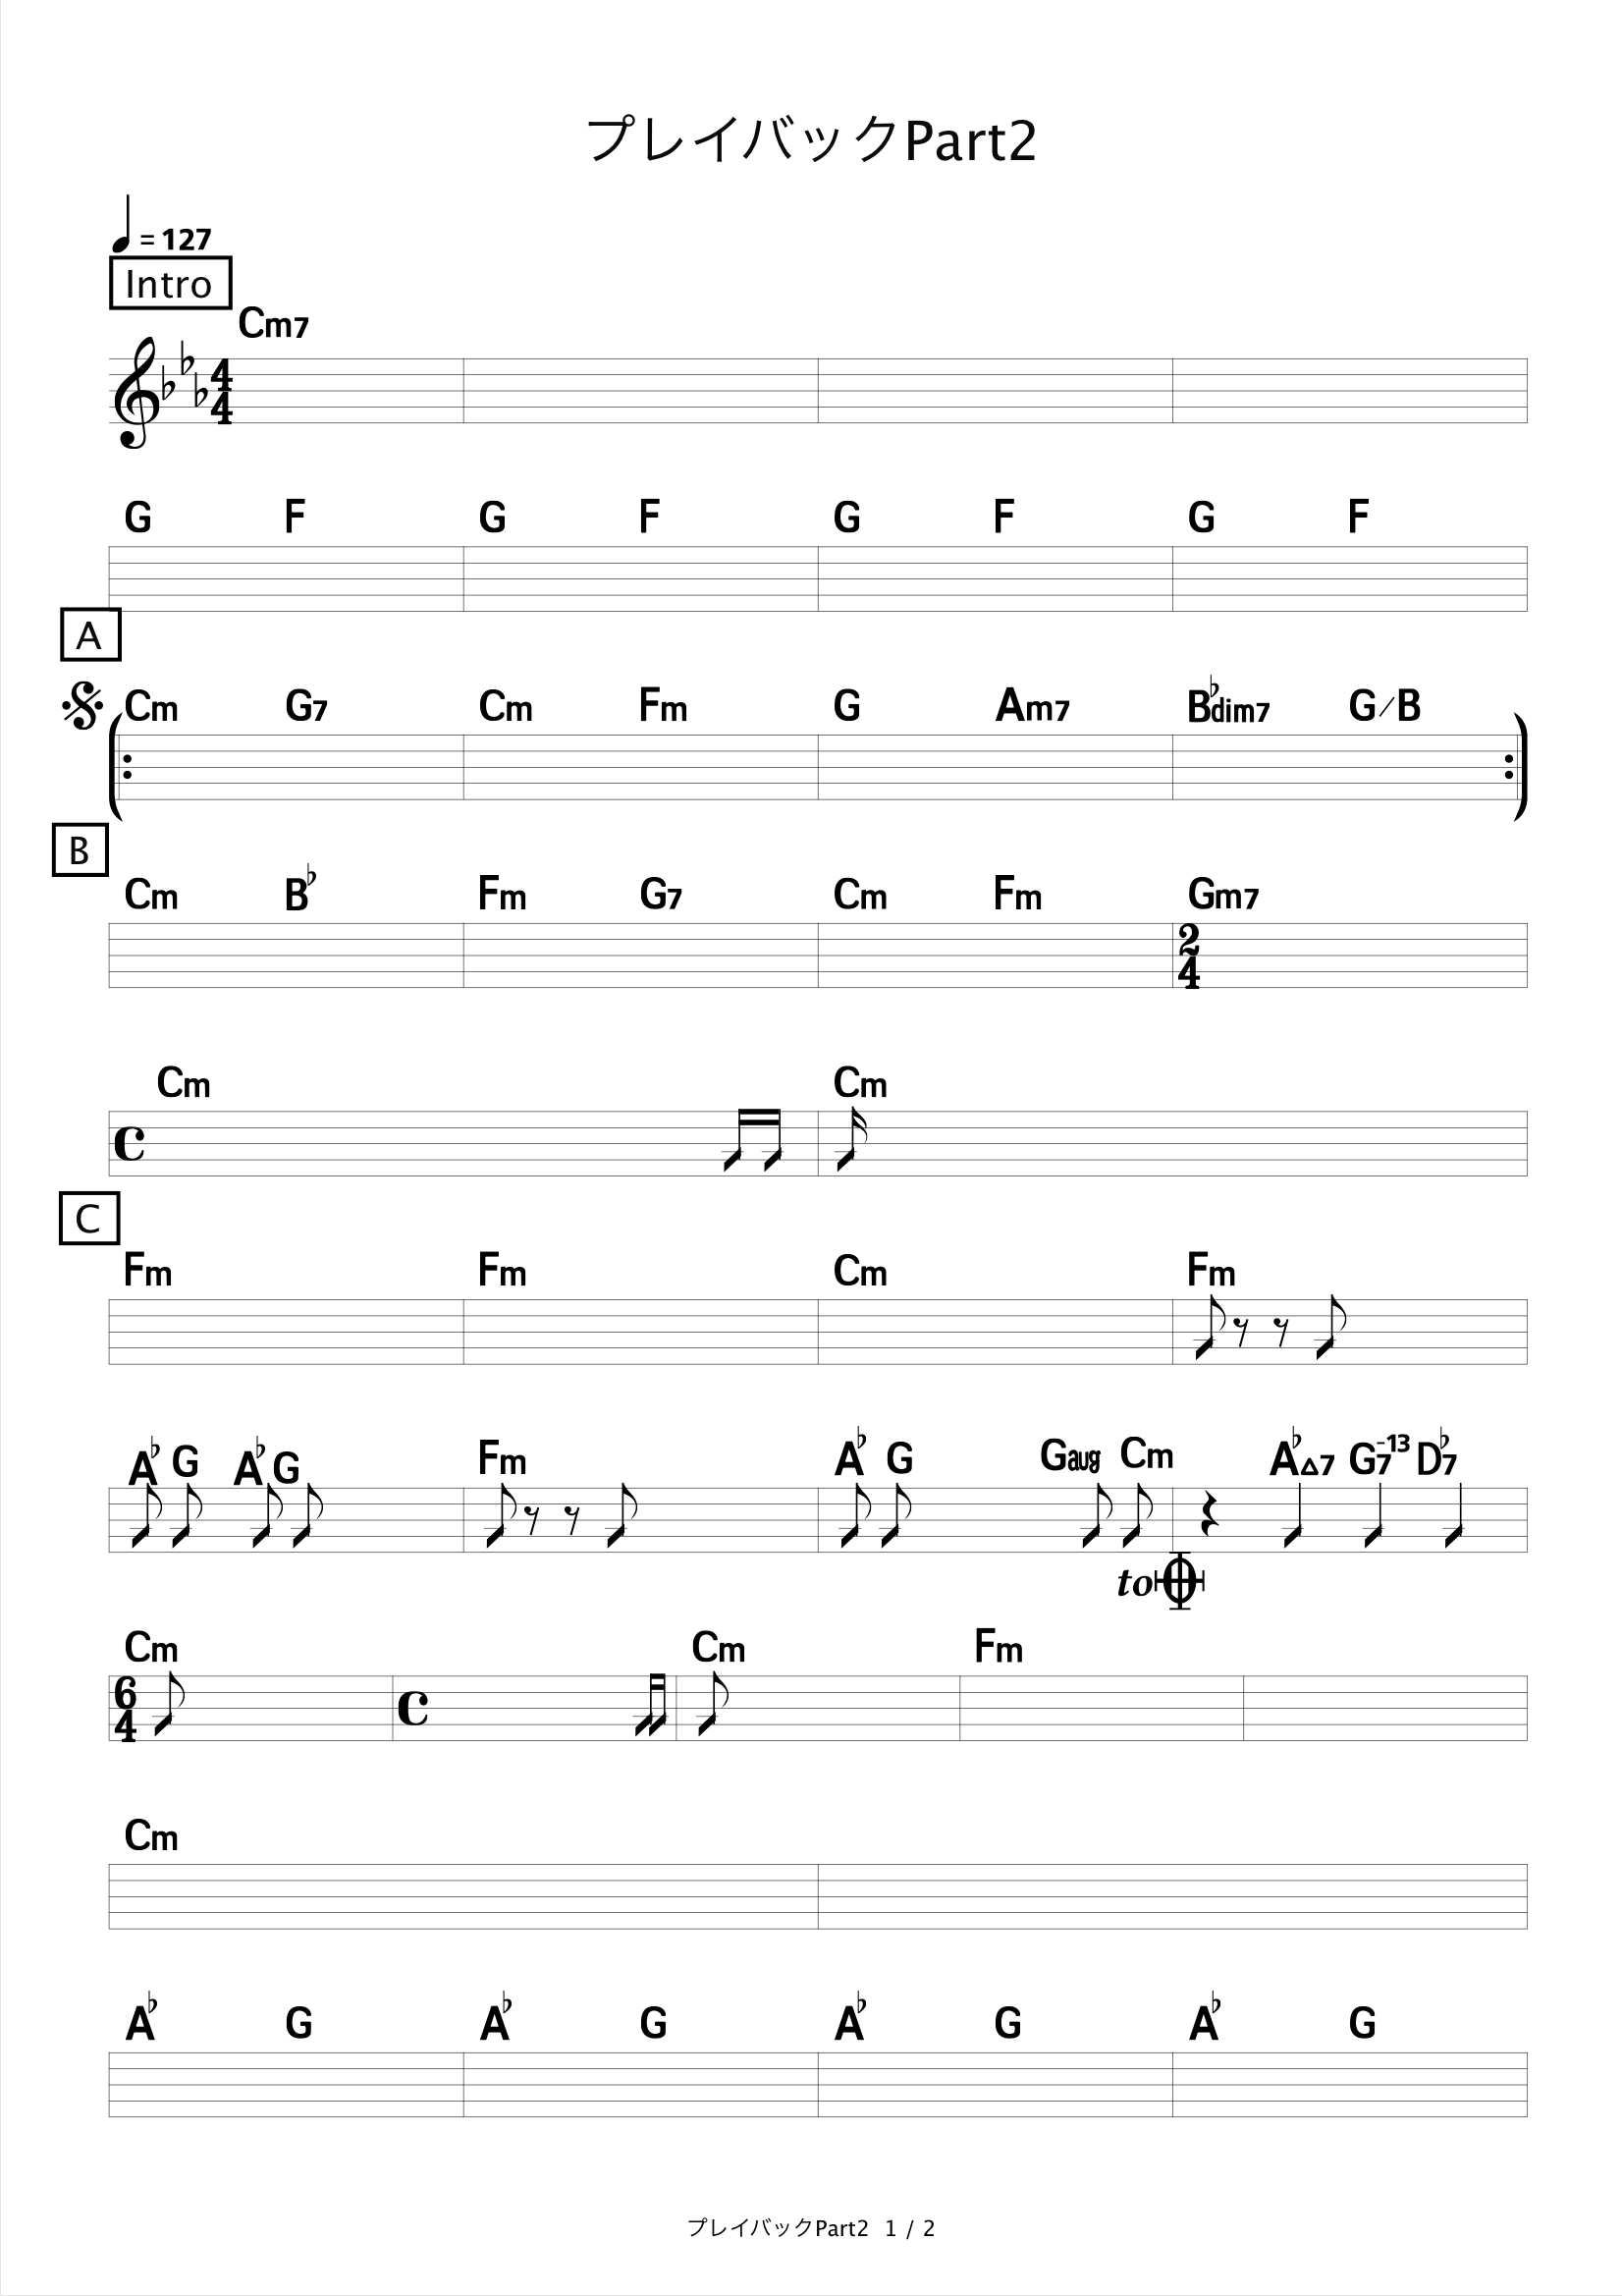 プレイバックPart2
♩ = 127
Intro
Cm7
4/4
G F G F G F G F
A
Cm G7 Cm Fm G Am7 B♭dim7 G/B
B
Cm B♭ Fm G7 Cm Fm Gm7
2/4
Cm Cm
C
C
Fm Fm Cm Fm
A♭ G A♭ G Fm A♭ G Gaug Cm A♭△7 G7-13 D♭7
to
Cm Cm Fm
6/4 C
Cm
A♭ G A♭ G A♭ G A♭ G
プレイバックPart2 1 / 2